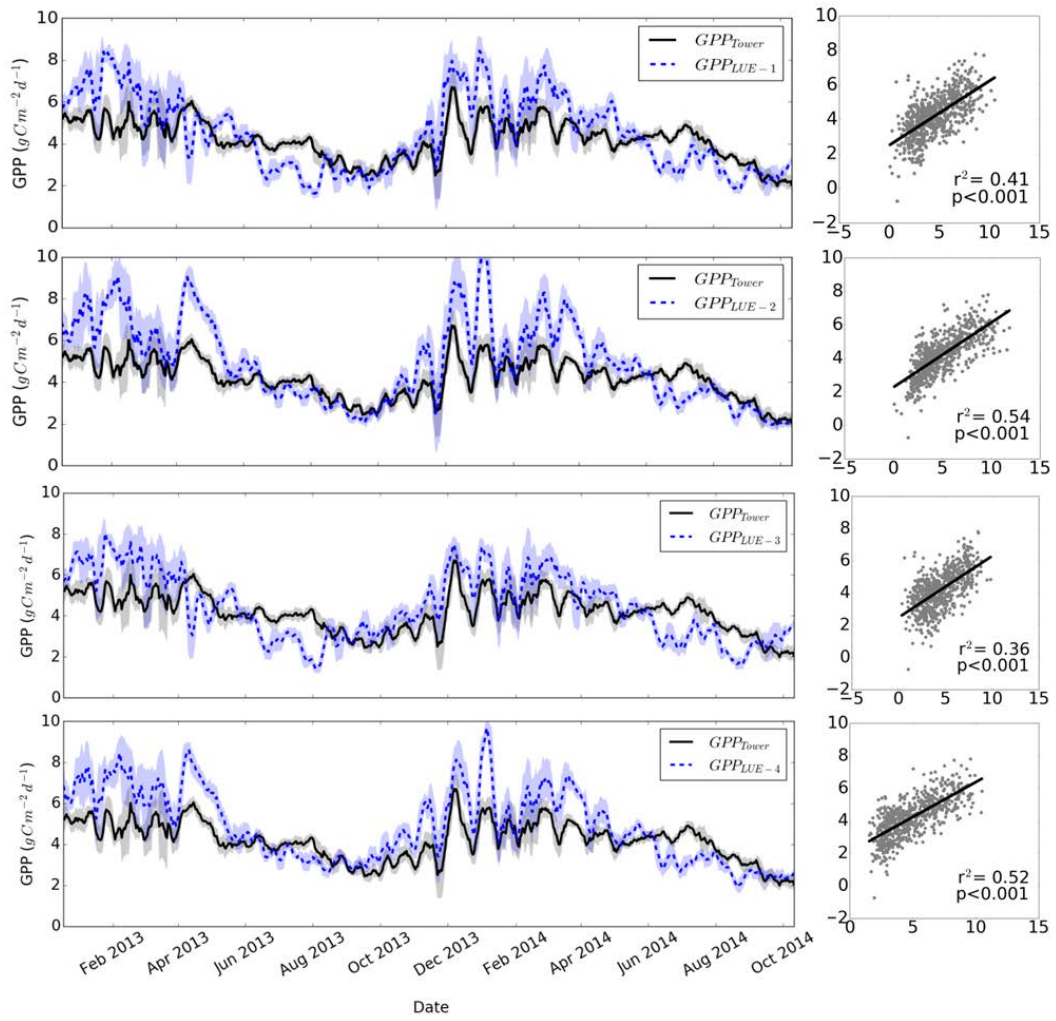 GPP (gCm⁻²d⁻¹)
10
8
6
4
2
0
GPP_Tower
GPP_LUE−1
10
8
6
4
2
0
−2
−5 0 5 10 15
r² = 0.41
p<0.001
GPP (gCm⁻²d⁻¹)
10
8
6
4
2
0
GPP_Tower
GPP_LUE−2
10
8
6
4
2
0
−2
−5 0 5 10 15
r² = 0.54
p<0.001
GPP (gCm⁻²d⁻¹)
10
8
6
4
2
0
GPP_Tower
GPP_LUE−3
10
8
6
4
2
0
−2
−5 0 5 10 15
r² = 0.36
p<0.001
GPP (gCm⁻²d⁻¹)
10
8
6
4
2
0
GPP_Tower
GPP_LUE−4
10
8
6
4
2
0
−2
0 5 10 15
r² = 0.52
p<0.001
Feb 2013 Apr 2013 Jun 2013 Aug 2013 Oct 2013 Dec 2013 Feb 2014 Apr 2014 Jun 2014 Aug 2014 Oct 2014
Date